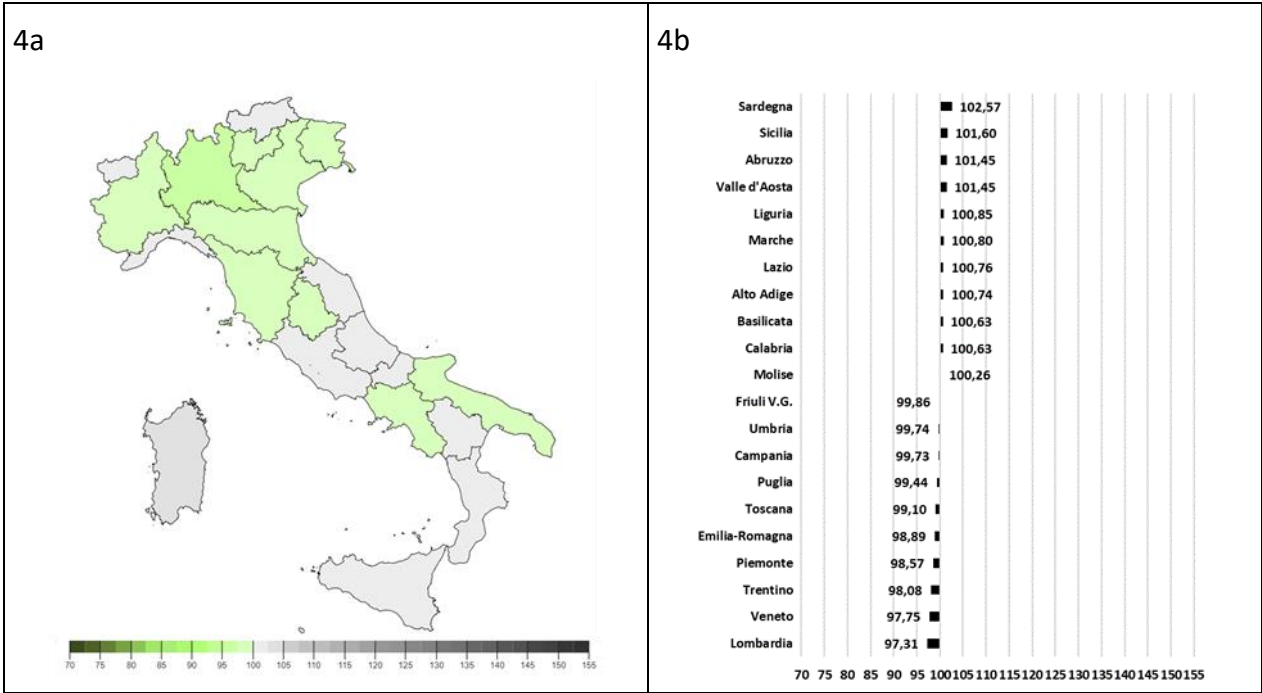 4a
70 75 80 85 90 95 100 105 110 115 120 125 130 135 140 145 150 155
4b
Sardegna 102,57
Sicilia 101,60
Abruzzo 101,45
Valle d'Aosta 101,45
Liguria 100,85
Marche 100,80
Lazio 100,76
Alto Adige 100,74
Basilicata 100,63
Calabria 100,63
Molise 100,26
Friuli V.G. 99,86
Umbria 99,74
Campania 99,73
Puglia 99,44
Toscana 99,10
Emilia-Romagna 98,89
Piemonte 98,57
Trentino 98,08
Veneto 97,75
Lombardia 97,31
70 75 80 85 90 95 100 105 110 115 120 125 130 135 140 145 150 155